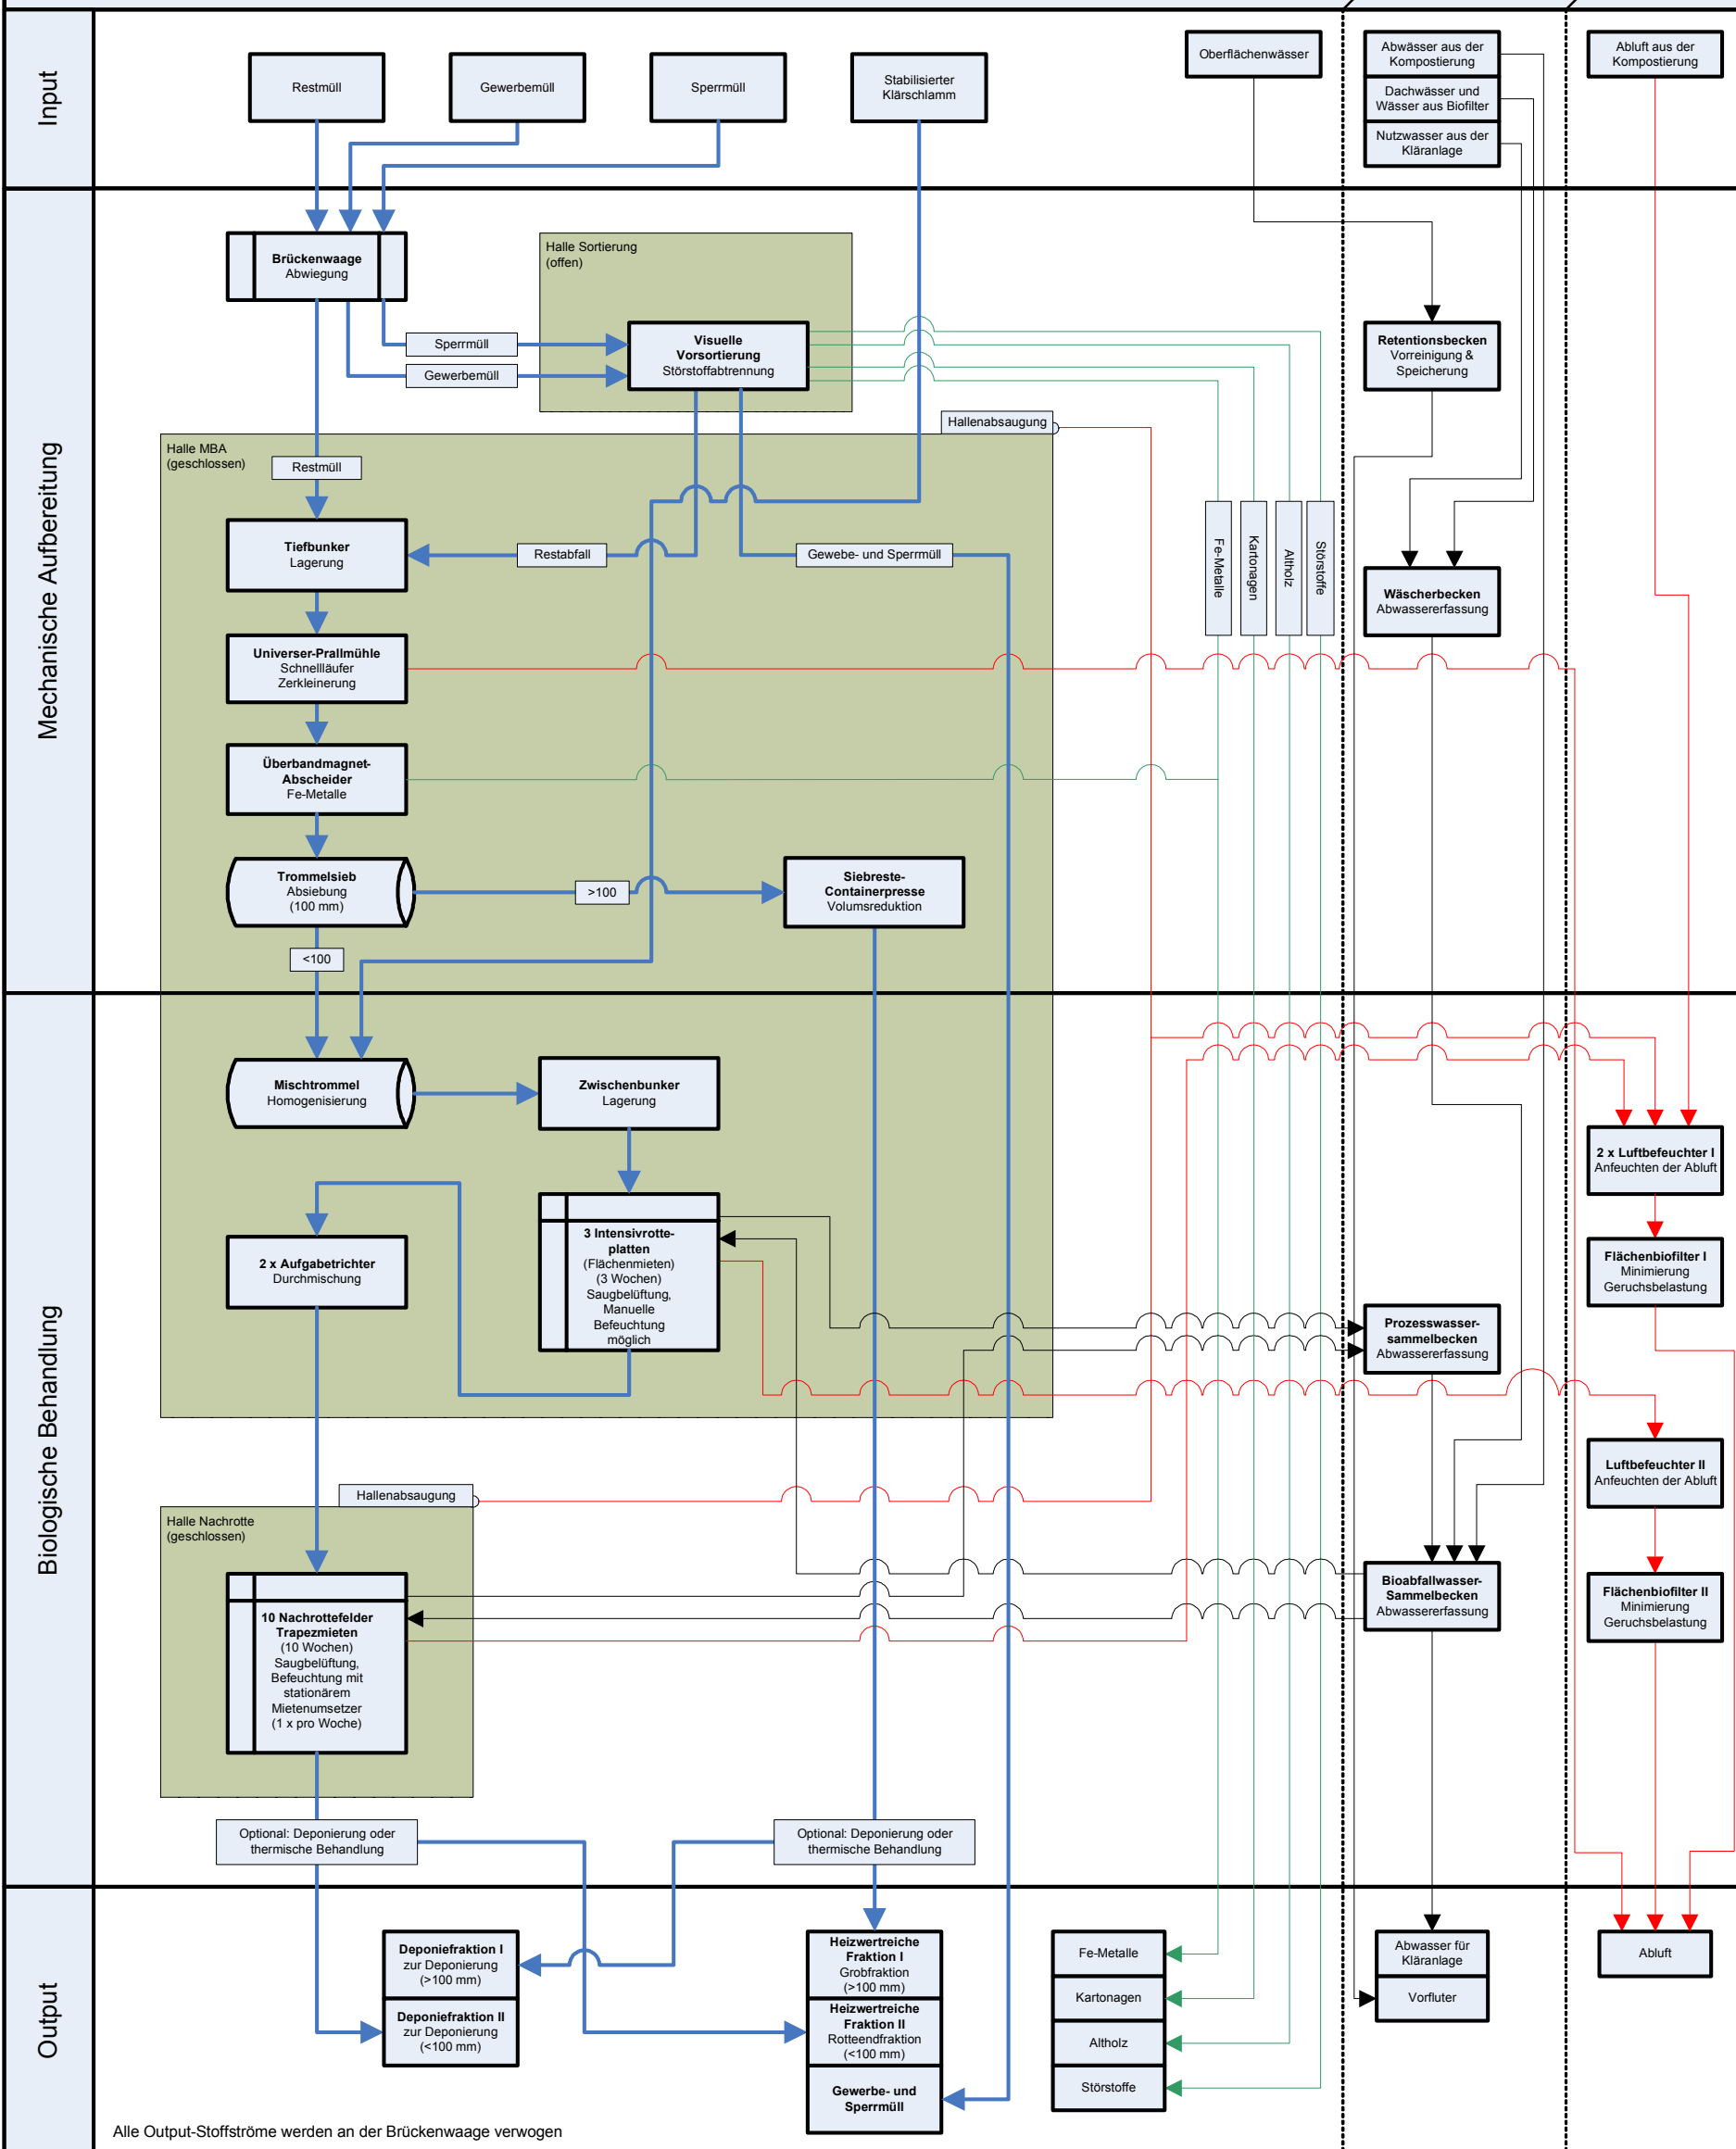 Input
Restmüll
Gewerbemüll
Sperrmüll
Stabilisierter
Klärschlamm
Oberflächenwässer
Abwässer aus der
Kompostierung
Dachwässer und
Wässer aus Biofilter
Nutzwasser aus der
Kläranlage
Abluft aus der
Kompostierung
Mechanische Aufbereitung
Brückenwaage
Abwiegung
Halle Sortierung
(offen)
Sperrmüll
Gewerbemüll
Visuelle
Vorsortierung
Störstoffabtrennung
Retentionsbecken
Vorreinigung &
Speicherung
Hallenabsaugung
Halle MBA
(geschlossen)
Restmüll
Tiefbunker
Lagerung
Restabfall
Gewebe- und Sperrmüll
Fe-Metalle
Kartonagen
Altholz
Störstoffe
Wäscherbecken
Abwassererfassung
Universer-Prallmühle
Schnellläufer
Zerkleinerung
Überbandmagnet-
Abscheider
Fe-Metalle
Trommelsieb
Absiebung
(100 mm)
>100
Siebreste-
Containerpresse
Volumsreduktion
<100
Biologische Behandlung
Mischtrommel
Homogenisierung
Zwischenbunker
Lagerung
2 x Luftbefeuchter I
Anfeuchten der Abluft
2 x Aufgabetrichter
Durchmischung
3 Intensivrotte-
platten
(Flächenmieten)
(3 Wochen)
Saugbelüftung,
Manuelle
Befeuchtung
möglich
Flächenbiofilter I
Minimierung
Geruchsbelastung
Prozesswasser-
sammelbecken
Abwassererfassung
Luftbefeuchter II
Anfeuchten der Abluft
Hallenabsaugung
Halle Nachrotte
(geschlossen)
10 Nachrottefelder
Trapezmieten
(10 Wochen)
Saugbelüftung,
Befeuchtung mit
stationärem
Mietenumsetzer
(1 x pro Woche)
Bioabfallwasser-
Sammelbecken
Abwassererfassung
Flächenbiofilter II
Minimierung
Geruchsbelastung
Optional: Deponierung oder
thermische Behandlung
Optional: Deponierung oder
thermische Behandlung
Output
Deponiefraktion I
zur Deponierung
(>100 mm)
Deponiefraktion II
zur Deponierung
(<100 mm)
Heizwertreiche
Fraktion I
Grobfraktion
(>100 mm)
Heizwertreiche
Fraktion II
Rotteendfraktion
(<100 mm)
Gewerbe- und
Sperrmüll
Fe-Metalle
Kartonagen
Altholz
Störstoffe
Abwasser für
Kläranlage
Vorfluter
Abluft
Alle Output-Stoffströme werden an der Brückenwaage verwogen